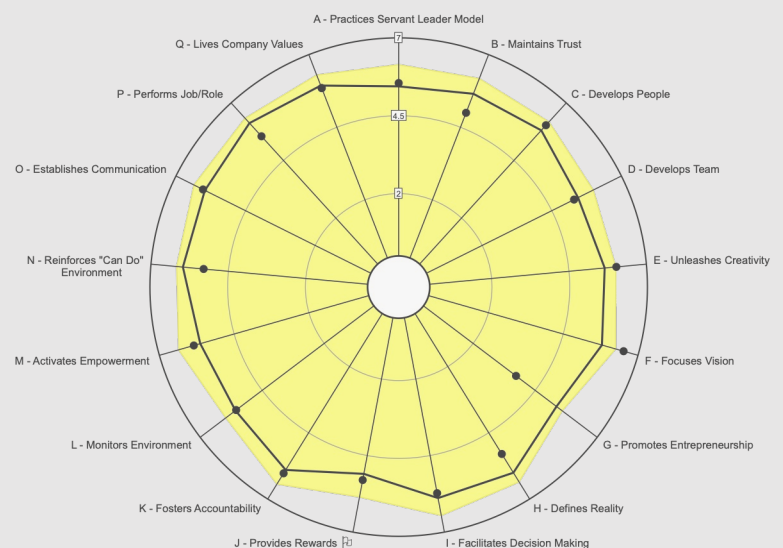 A - Practices Servant Leader Model
Q - Lives Company Values
7
B - Maintains Trust
P - Performs Job/Role
C - Develops People
4.5
O - Establishes Communication
D - Develops Team
2
N - Reinforces "Can Do"
Environment
E - Unleashes Creativity
M - Activates Empowerment
F - Focuses Vision
L - Monitors Environment
G - Promotes Entrepreneurship
K - Fosters Accountability
H - Defines Reality
J - Provides Rewards
I - Facilitates Decision Making